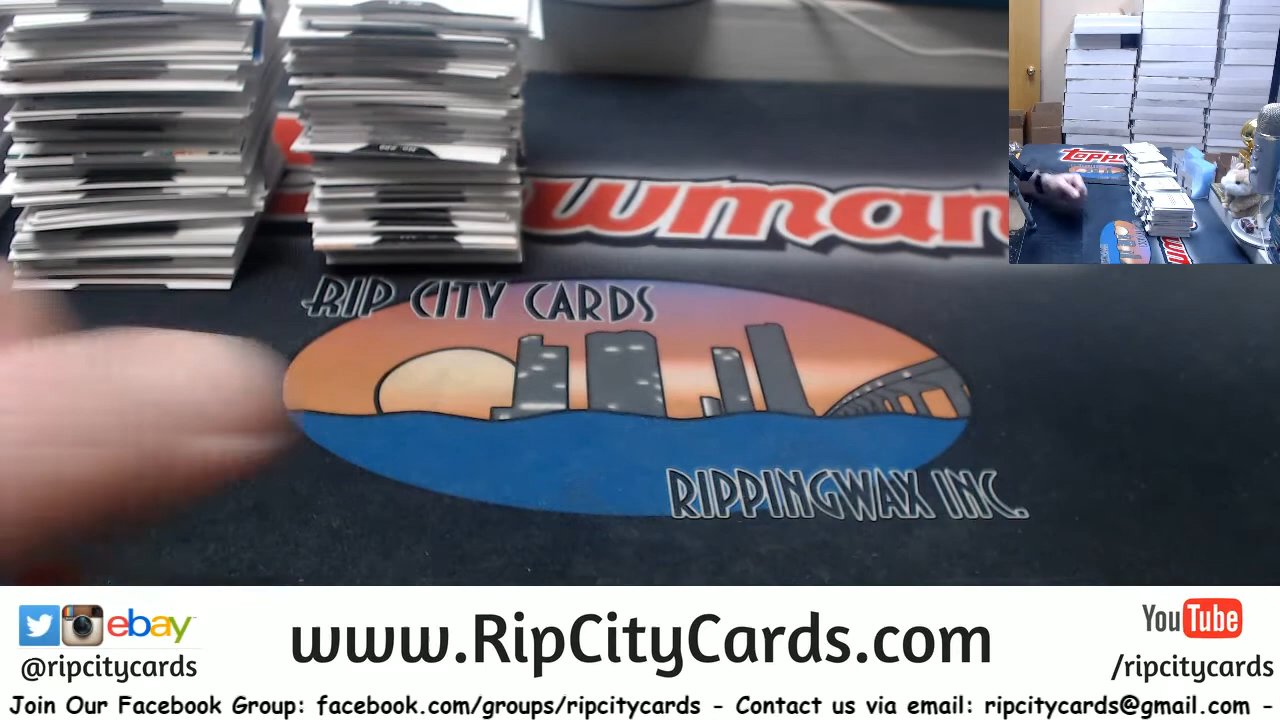 topps
wman
RIP CITY CARDS
RIPPINGWAX INC.
ebay
www.RipCityCards.com
YouTube
@ripcitycards
/ripcitycards
Join Our Facebook Group: facebook.com/groups/ripcitycards - Contact us via email: ripcitycards@gmail.com -